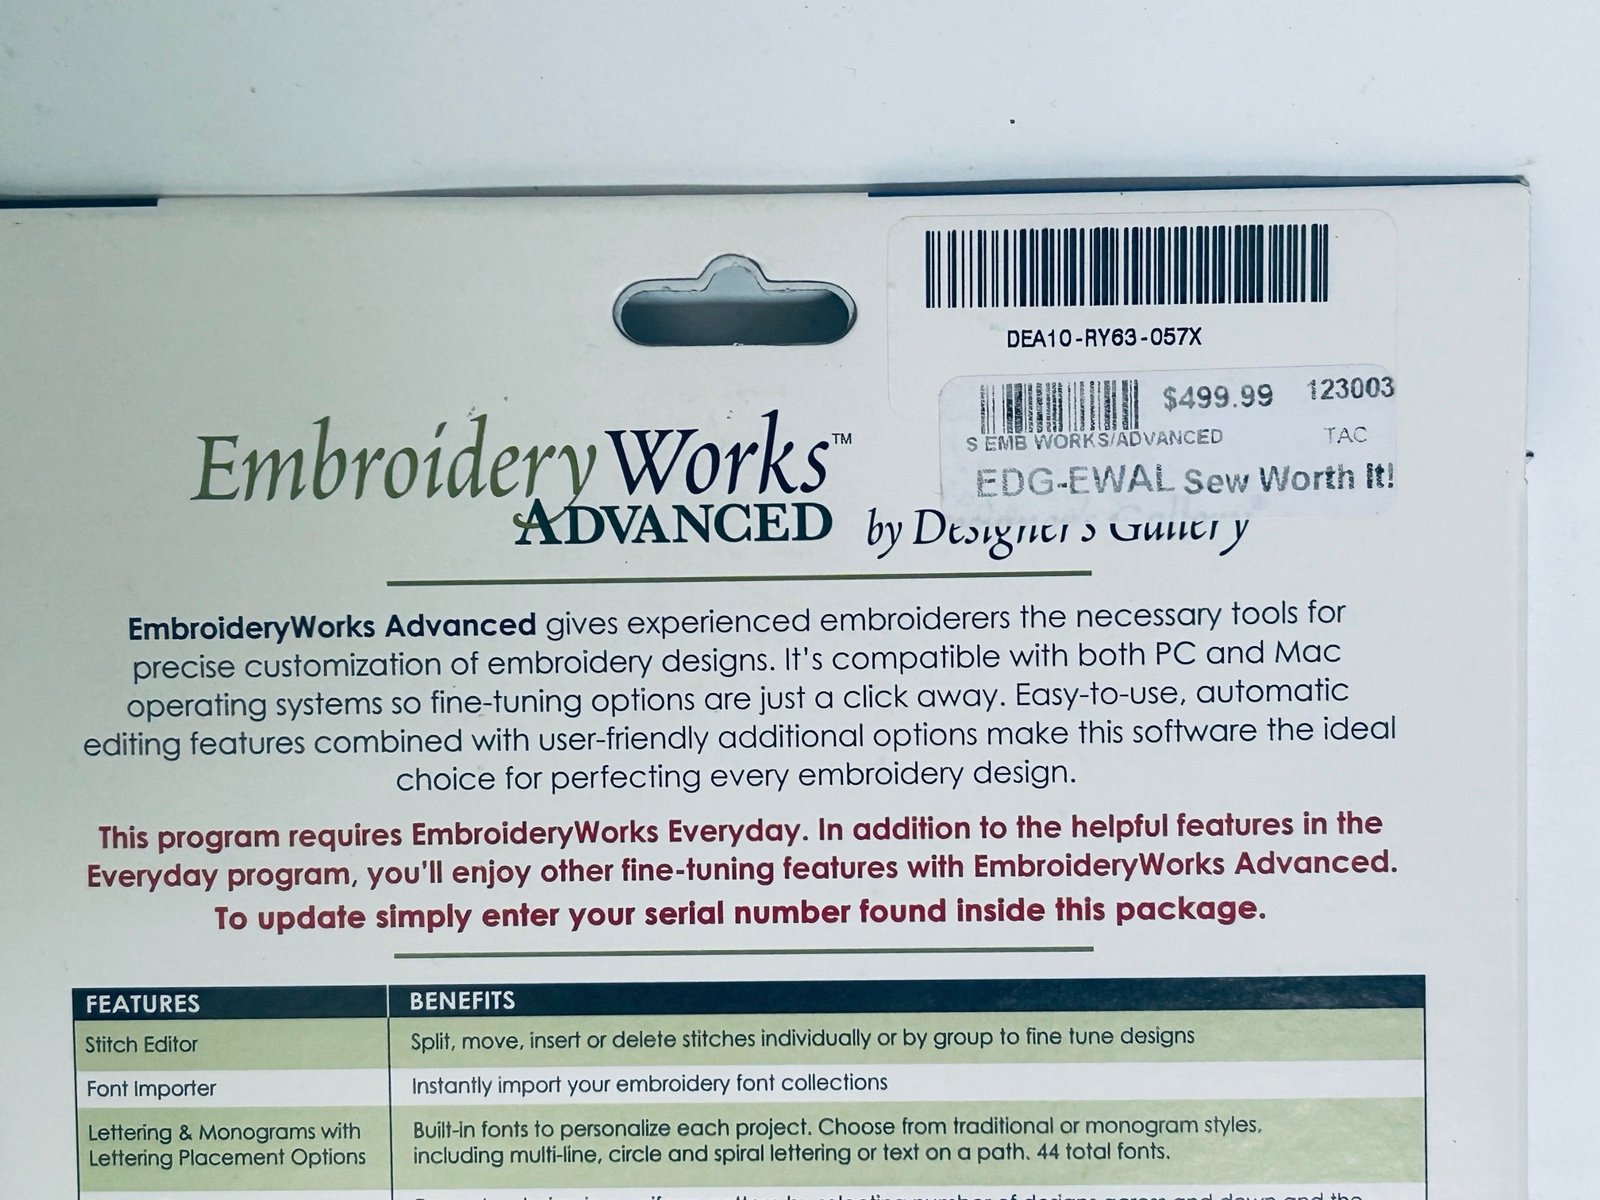 DEA10-RY63-057X
$499.99 123003
S EMB WORKS/ADVANCED TAC
EDG-EWAL Sew Worth It!
EmbroideryWorks™
ADVANCED by Designer's Gallery
EmbroideryWorks Advanced gives experienced embroiderers the necessary tools for
precise customization of embroidery designs. It's compatible with both PC and Mac
operating systems so fine-tuning options are just a click away. Easy-to-use, automatic
editing features combined with user-friendly additional options make this software the ideal
choice for perfecting every embroidery design.
This program requires EmbroideryWorks Everyday. In addition to the helpful features in the
Everyday program, you'll enjoy other fine-tuning features with EmbroideryWorks Advanced.
To update simply enter your serial number found inside this package.
FEATURES BENEFITS
Stitch Editor Split, move, insert or delete stitches individually or by group to fine tune designs
Font Importer Instantly import your embroidery font collections
Lettering & Monograms with
Lettering Placement Options
Built-in fonts to personalize each project. Choose from traditional or monogram styles,
including multi-line, circle and spiral lettering or text on a path. 44 total fonts.